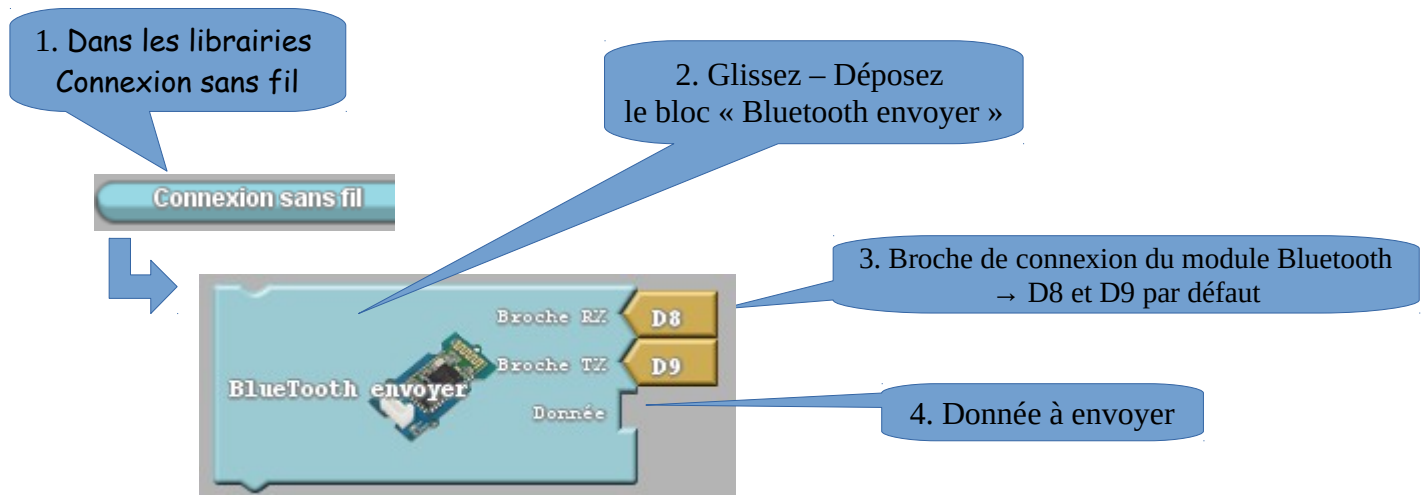 1. Dans les librairies
Connexion sans fil
2. Glissez – Déposez
le bloc « Bluetooth envoyer »
Connexion sans fil
3. Broche de connexion du module Bluetooth
→ D8 et D9 par défaut
Broche RX D8
Broche TX D9
BlueTooth envoyer
Donnée
4. Donnée à envoyer